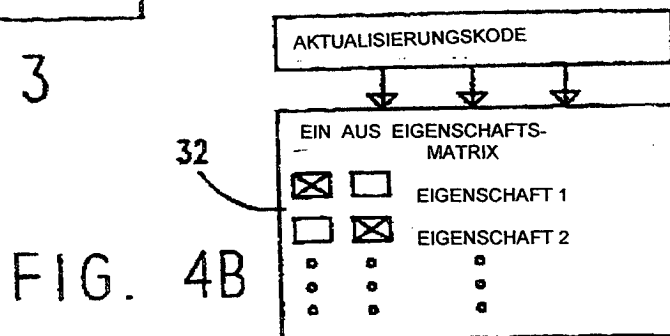 3
AKTUALISIERUNGSKODE
EIN AUS EIGENSCHAFTS-
MATRIX
32
EIGENSCHAFT 1
EIGENSCHAFT 2
FIG. 4B